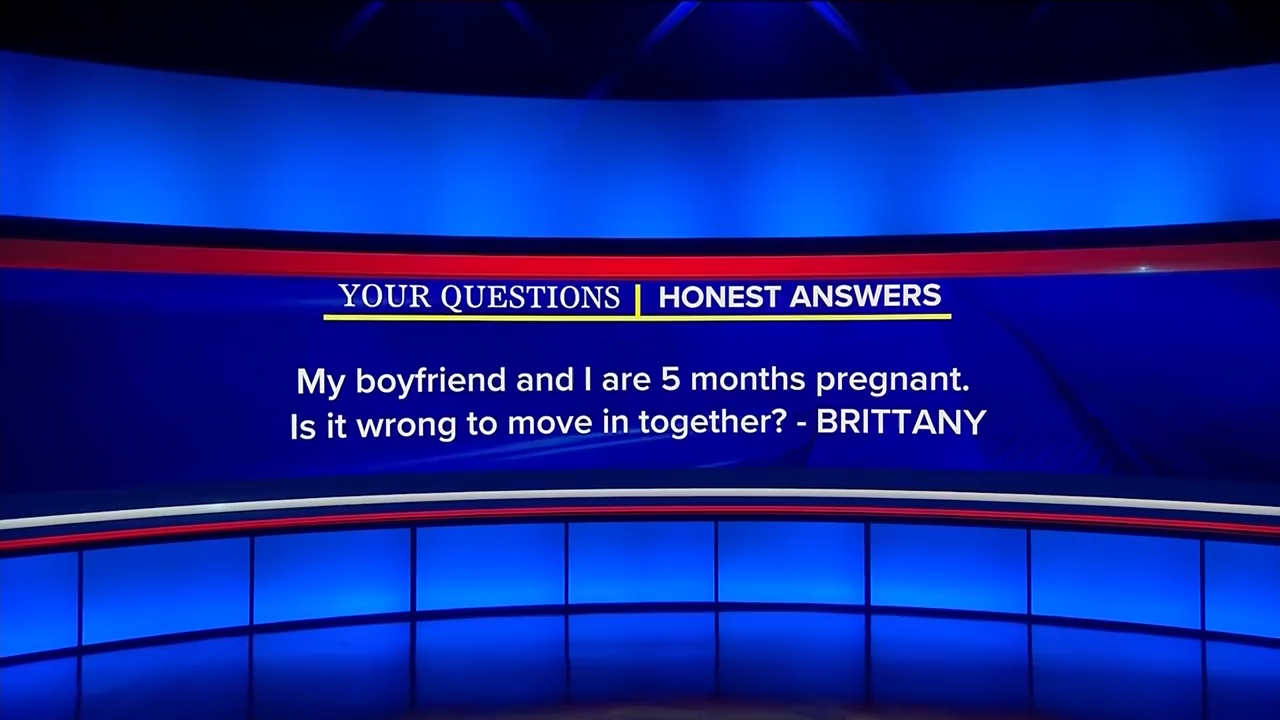 YOUR QUESTIONS | HONEST ANSWERS
My boyfriend and I are 5 months pregnant.
Is it wrong to move in together? - BRITTANY